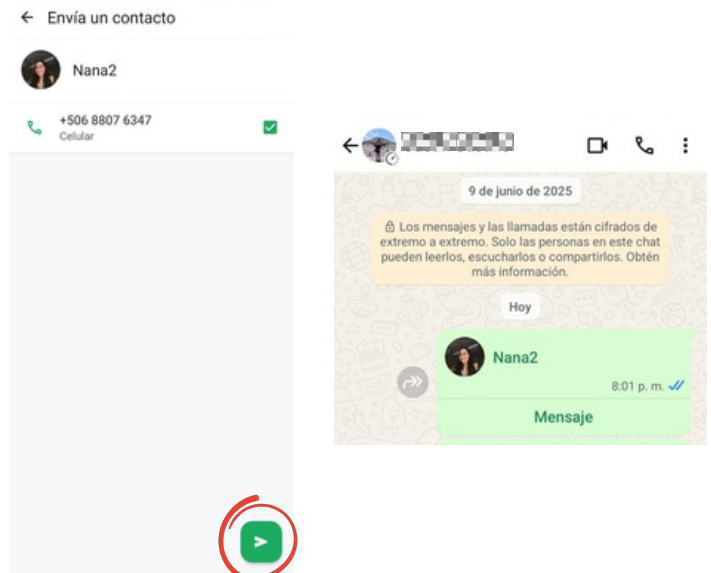 Envía un contacto
Nana2
+506 8807 6347
Celular
9 de junio de 2025
Los mensajes y las llamadas están cifrados de
extremo a extremo. Solo las personas en este chat
pueden leerlos, escucharlos o compartirlos. Obtén
más información.
Hoy
Nana2
8:01 p. m.
Mensaje